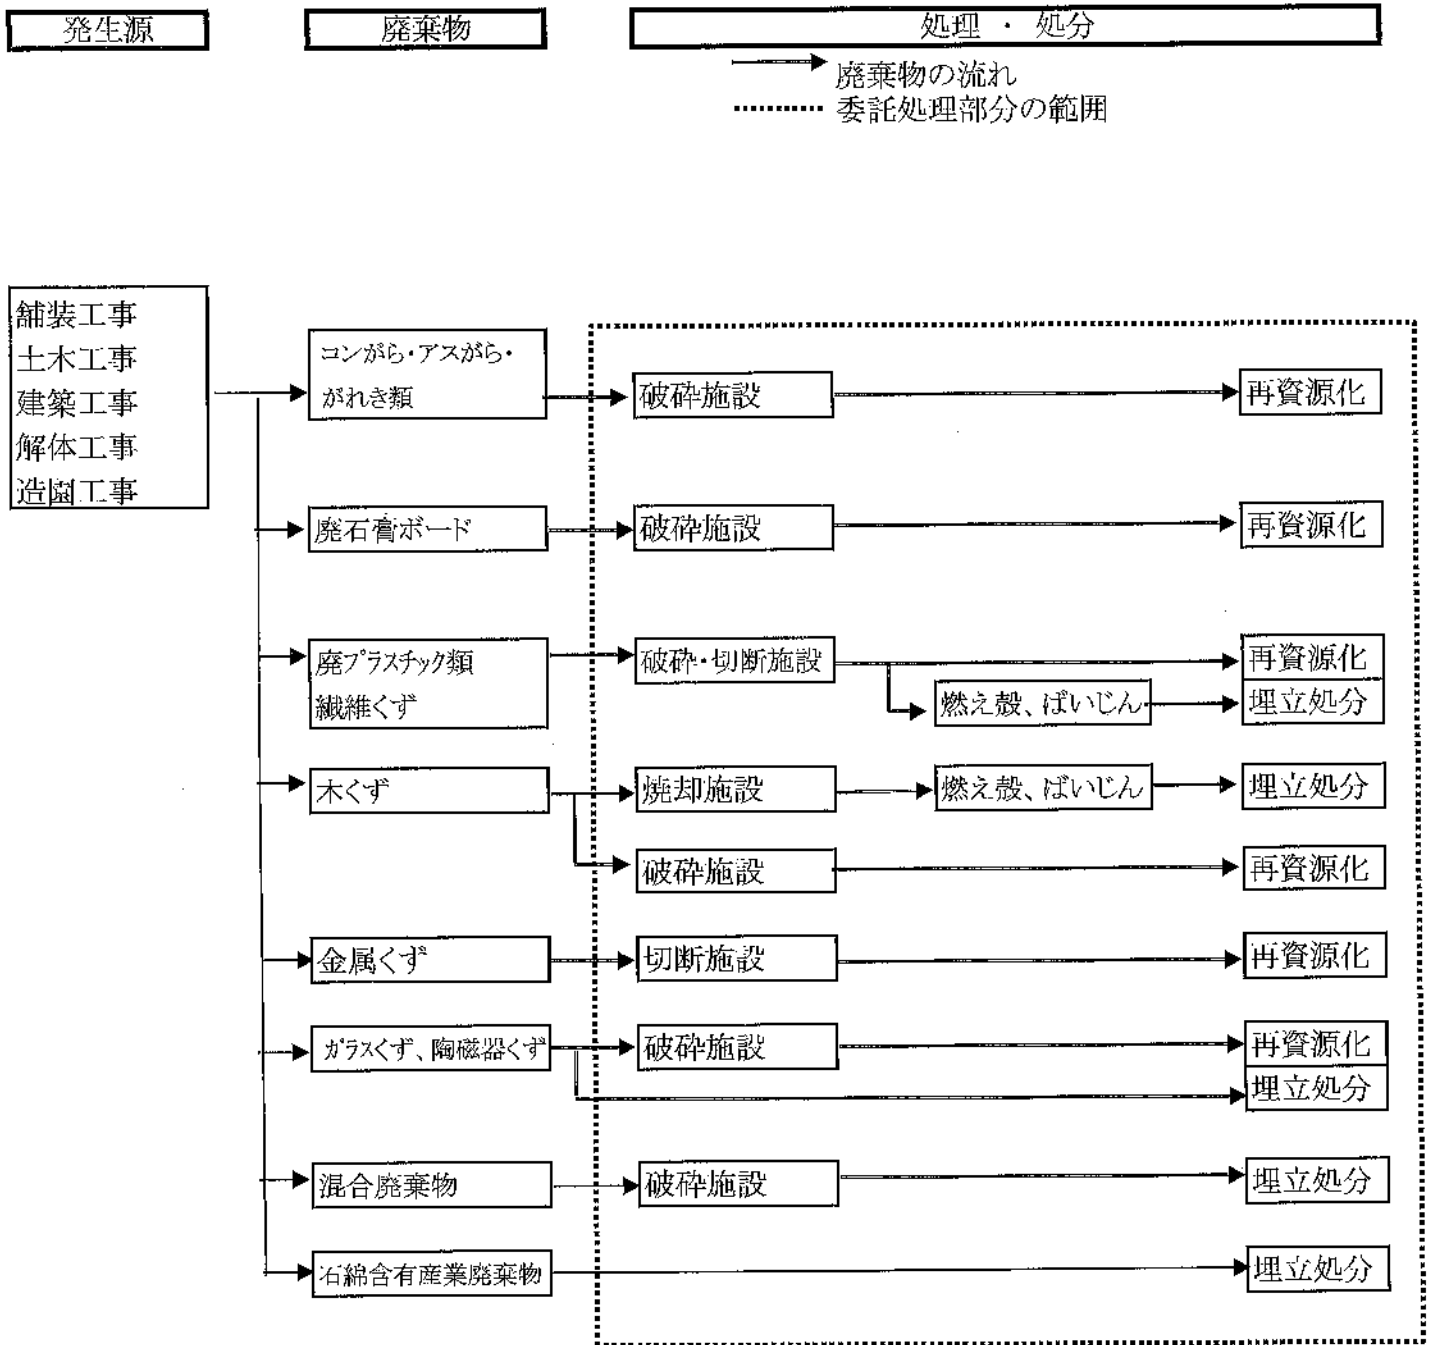 発生源
廃棄物
処理・処分
廃棄物の流れ
委託処理部分の範囲
舗装工事
土木工事
建築工事
解体工事
造園工事
コンがら・アスがら・
がれき類
破砕施設
再資源化
廃石膏ボード
破砕施設
再資源化
廃プラスチック類
繊維くず
破砕・切断施設
再資源化
燃え殻、ばいじん
埋立処分
木くず
焼却施設
燃え殻、ばいじん
埋立処分
破砕施設
再資源化
金属くず
切断施設
再資源化
ガラスくず、陶磁器くず
破砕施設
再資源化
埋立処分
混合廃棄物
破砕施設
埋立処分
石綿含有産業廃棄物
埋立処分